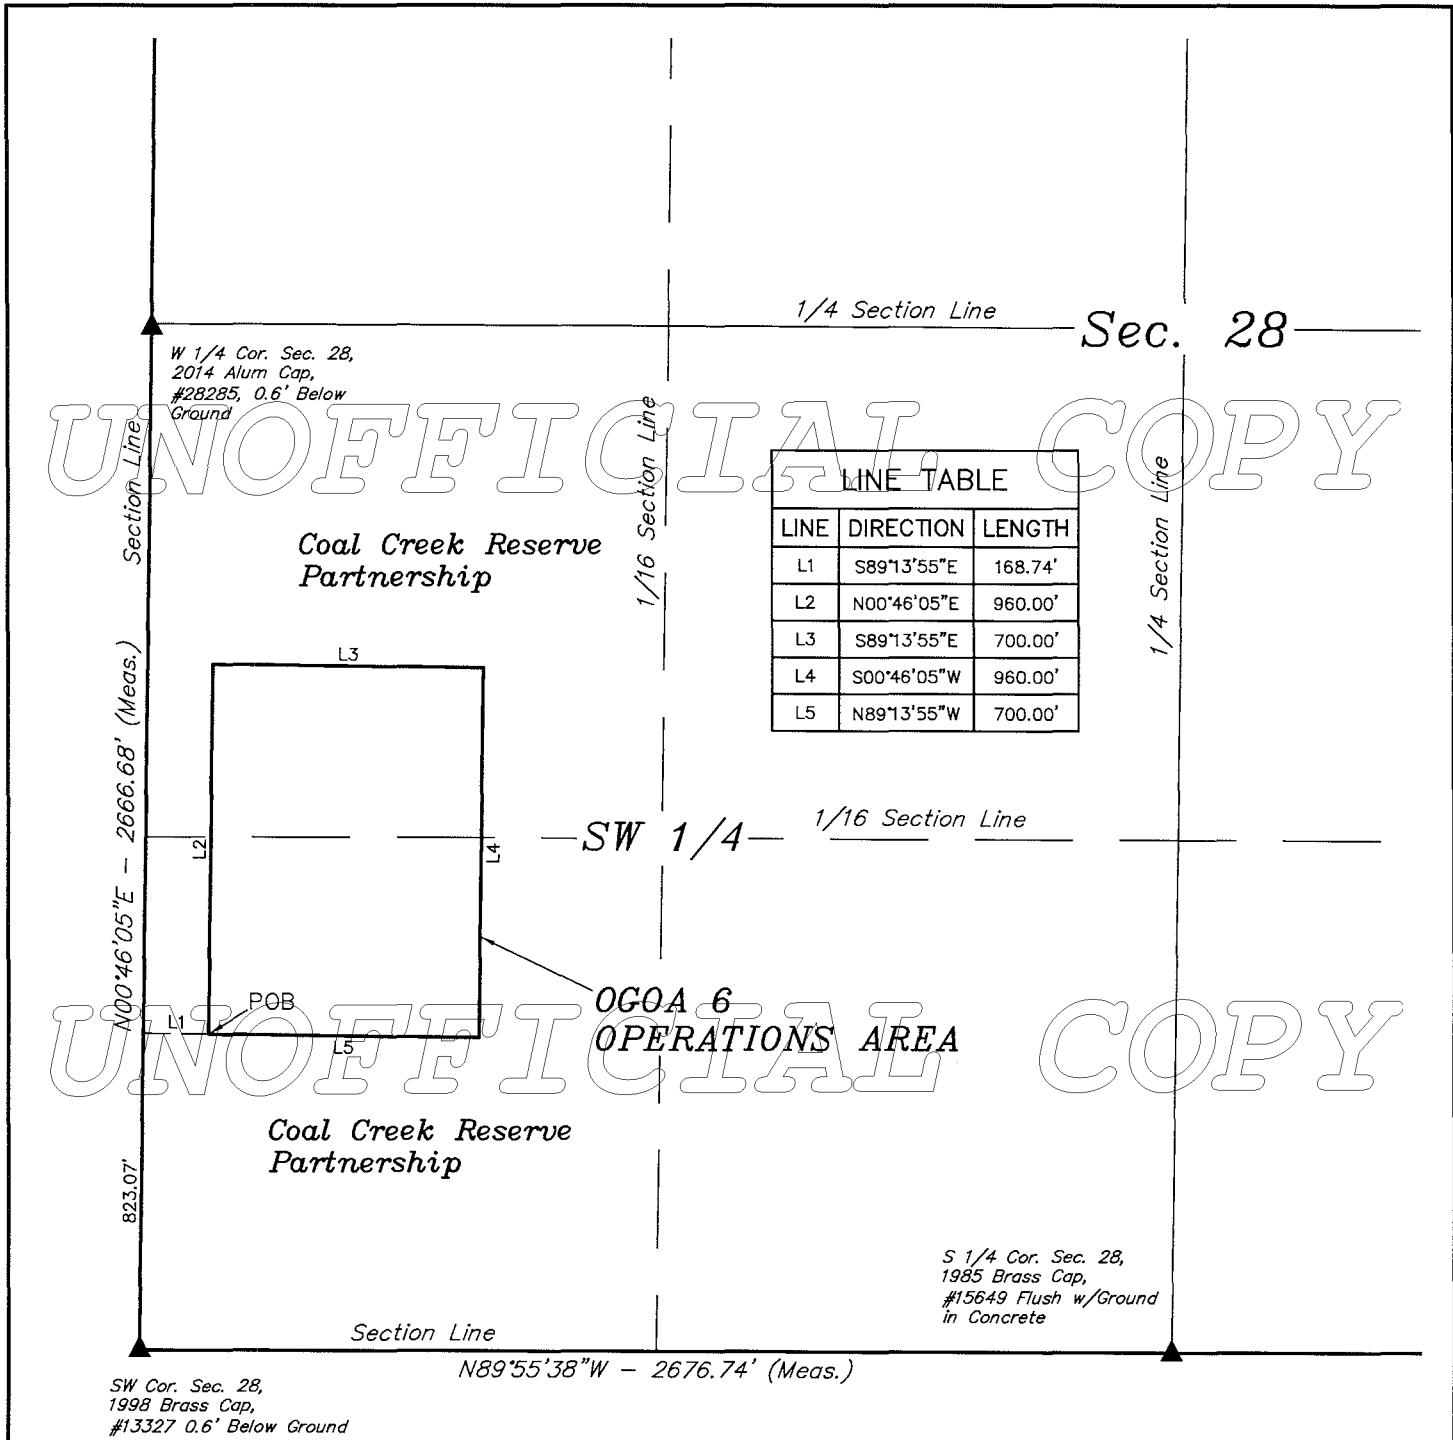 1/4 Section Line
Sec. 28
W 1/4 Cor. Sec. 28,
2014 Alum Cap,
#28285, 0.6' Below
Ground
UNOFFICIAL COPY
Section Line
1/16 Section Line
1/4 Section Line
LINE TABLE
LINE DIRECTION LENGTH
L1 S89°13'55"E 168.74'
L2 N00°46'05"E 960.00'
L3 S89°13'55"E 700.00'
L4 S00°46'05"W 960.00'
L5 N89°13'55"W 700.00'
Coal Creek Reserve
Partnership
N00°46'05"E - 2666.68' (Meas.)
L3
L2
L4
SW 1/4
1/16 Section Line
POB
L1
L5
OGOA 6
OPERATIONS AREA
UNOFFICIAL COPY
Coal Creek Reserve
Partnership
823.07'
S 1/4 Cor. Sec. 28,
1985 Brass Cap,
#15649 Flush w/Ground
in Concrete
Section Line
N89°55'38"W - 2676.74' (Meas.)
SW Cor. Sec. 28,
1998 Brass Cap,
#13327 0.6' Below Ground